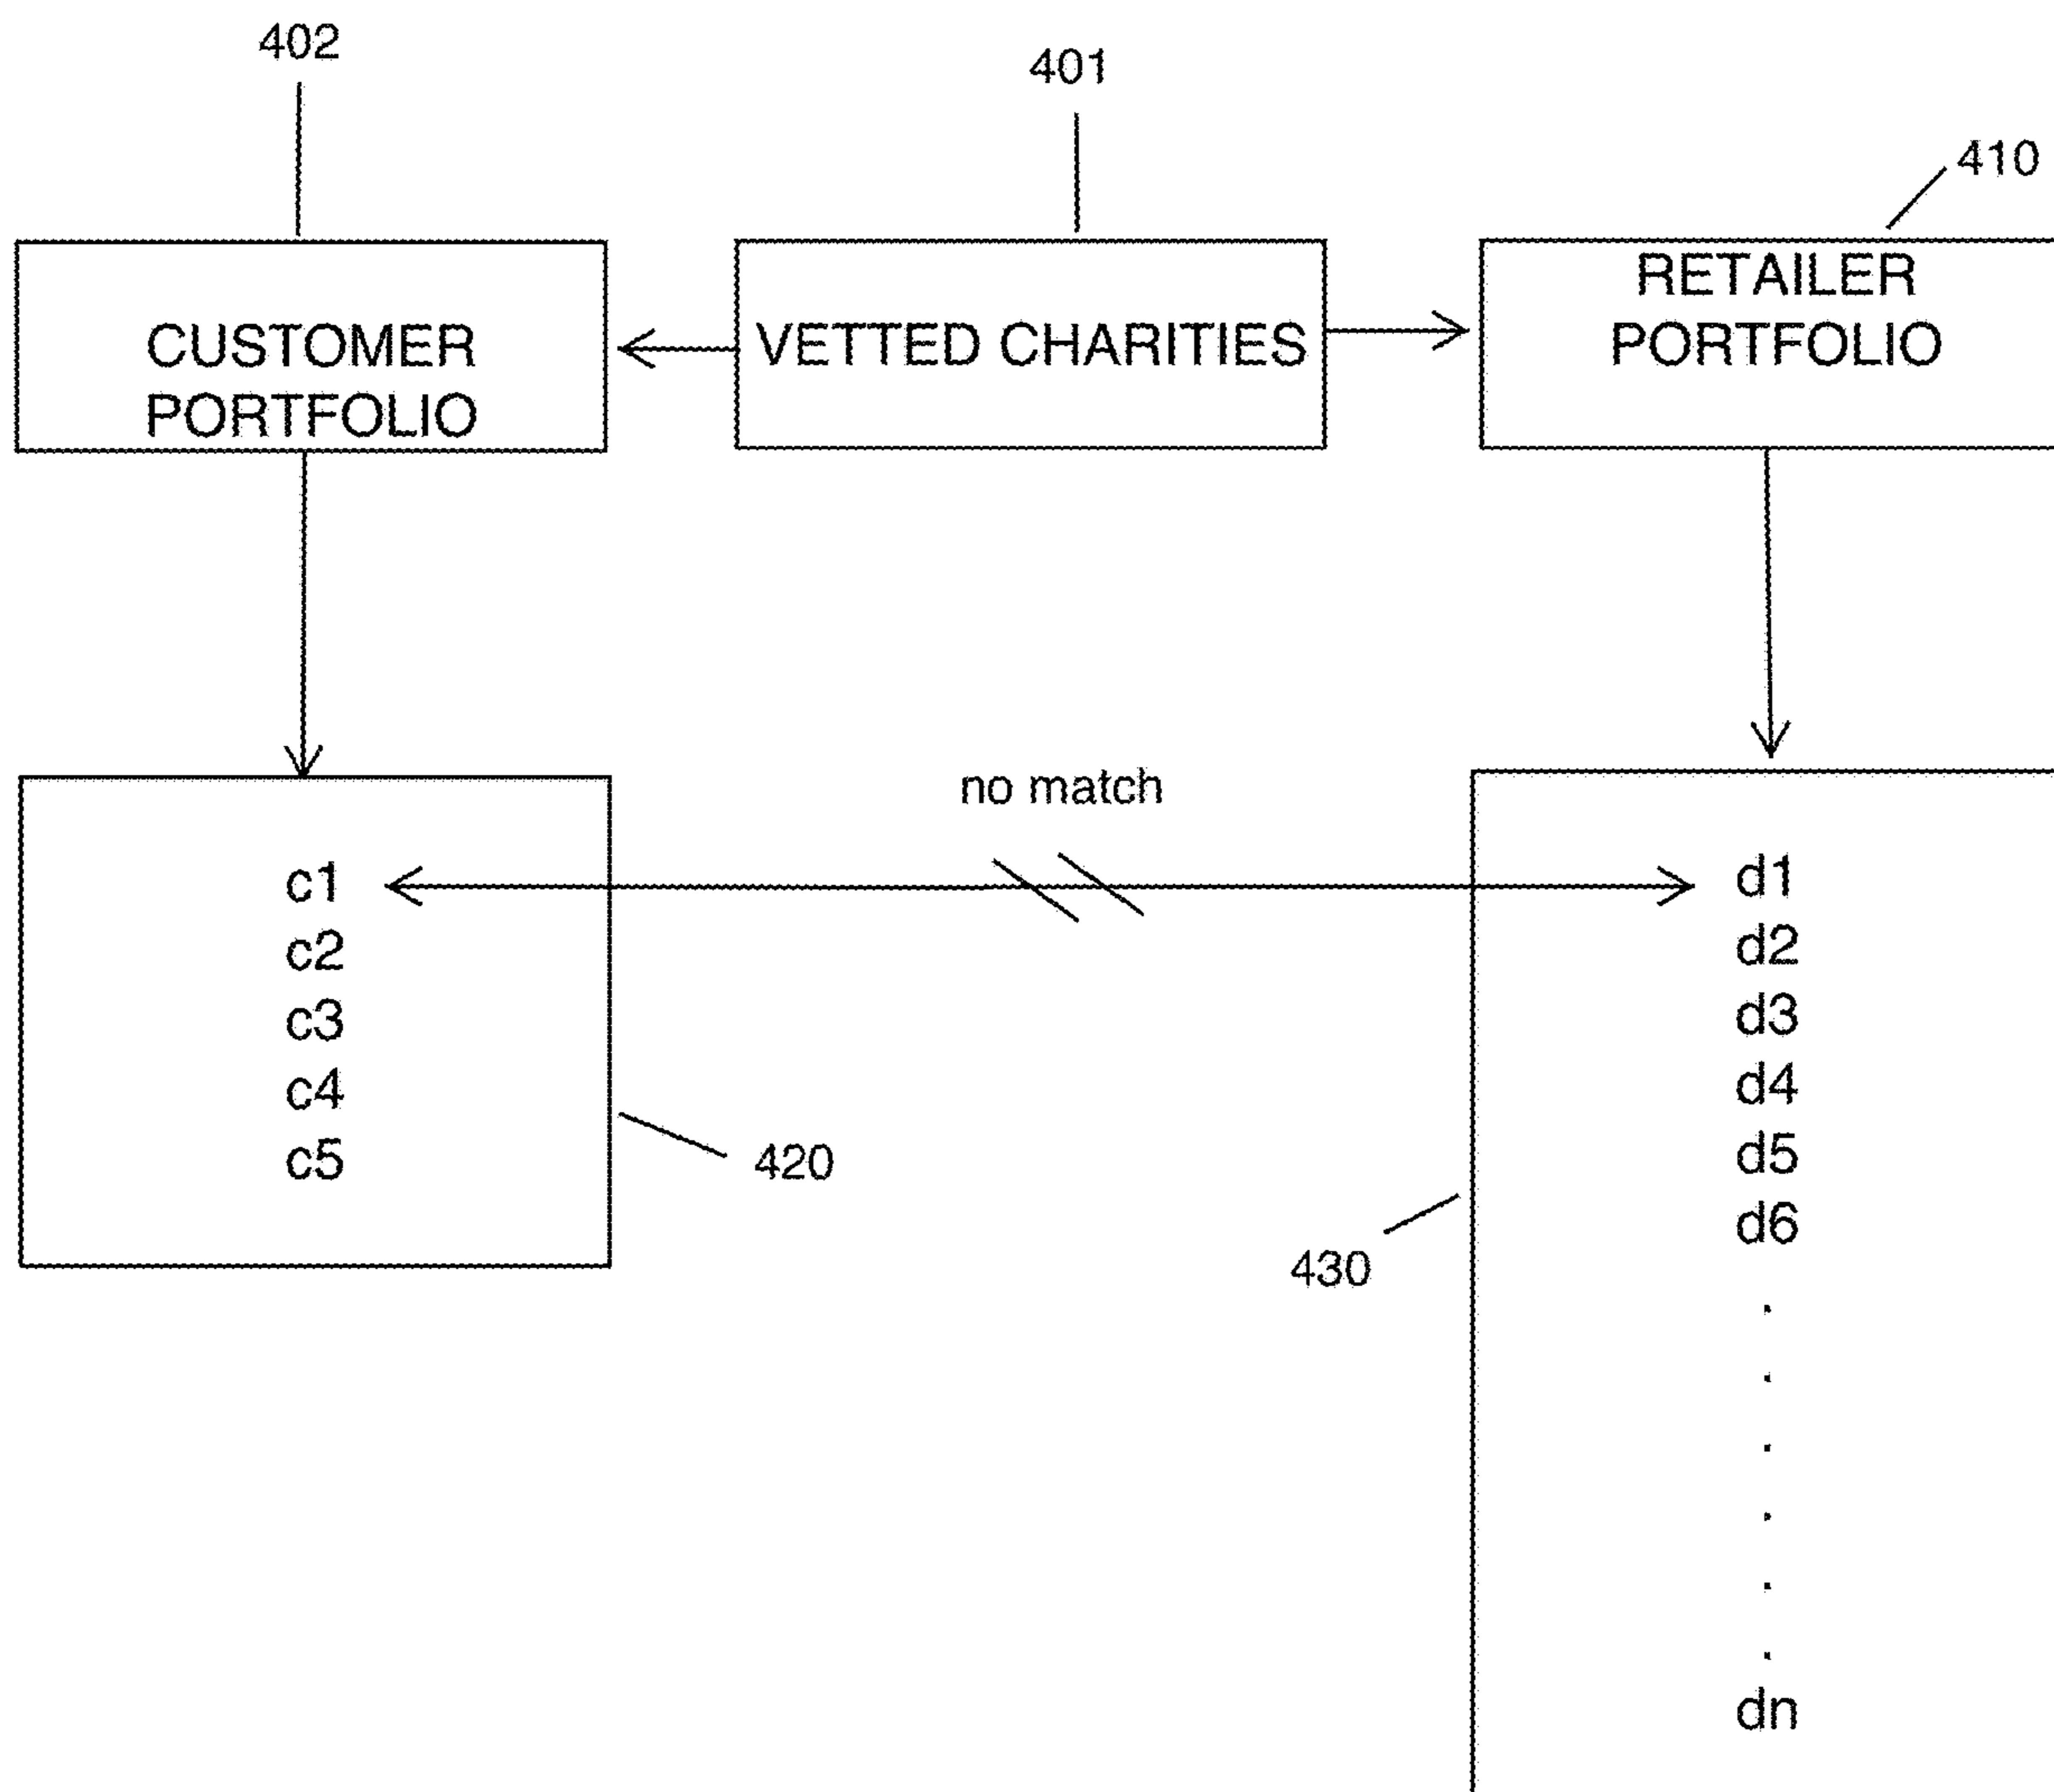 402
401
410
CUSTOMER
PORTFOLIO
VETTED CHARITIES
RETAILER
PORTFOLIO
no match
c1
c2
c3
c4
c5
420
d1
d2
d3
d4
d5
d6
.
.
.
.
.
.
dn
430